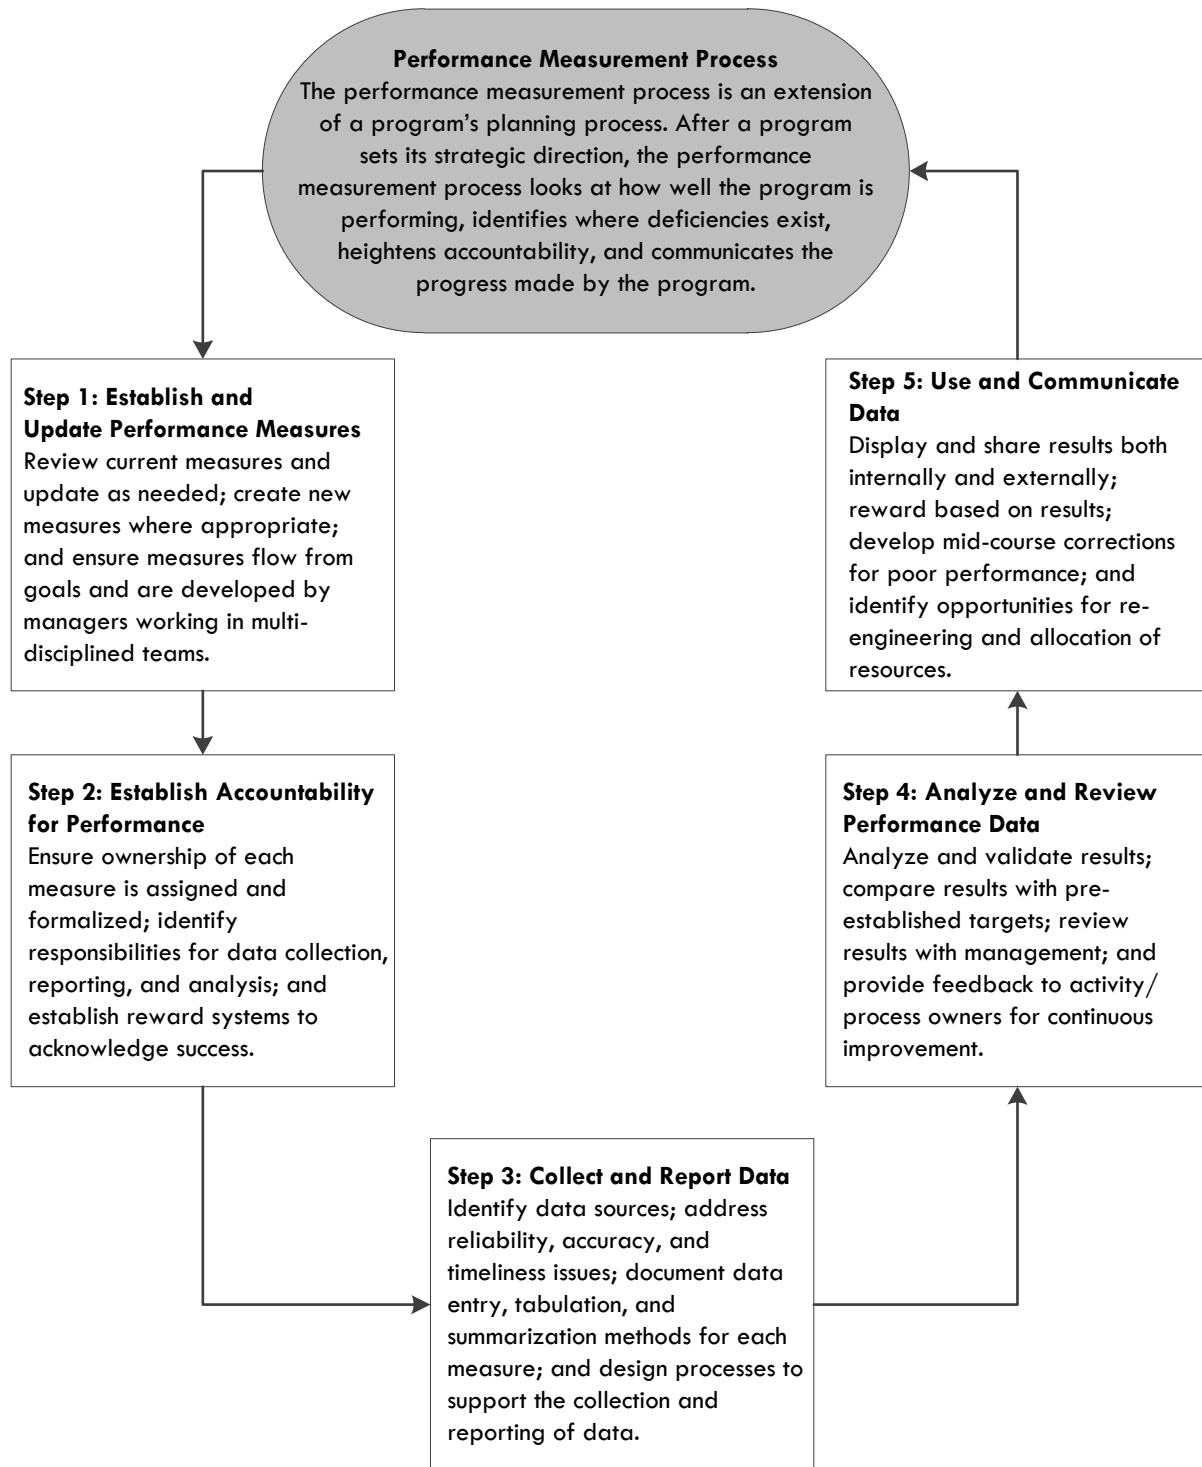 Performance Measurement Process
The performance measurement process is an extension
of a program’s planning process. After a program
sets its strategic direction, the performance
measurement process looks at how well the program is
performing, identifies where deficiencies exist,
heightens accountability, and communicates the
progress made by the program.
Step 1: Establish and
Update Performance Measures
Review current measures and
update as needed; create new
measures where appropriate;
and ensure measures flow from
goals and are developed by
managers working in multi-
disciplined teams.
Step 2: Establish Accountability
for Performance
Ensure ownership of each
measure is assigned and
formalized; identify
responsibilities for data collection,
reporting, and analysis; and
establish reward systems to
acknowledge success.
Step 3: Collect and Report Data
Identify data sources; address
reliability, accuracy, and
timeliness issues; document data
entry, tabulation, and
summarization methods for each
measure; and design processes to
support the collection and
reporting of data.
Step 4: Analyze and Review
Performance Data
Analyze and validate results;
compare results with pre-
established targets; review
results with management; and
provide feedback to activity/
process owners for continuous
improvement.
Step 5: Use and Communicate
Data
Display and share results both
internally and externally;
reward based on results;
develop mid-course corrections
for poor performance; and
identify opportunities for re-
engineering and allocation of
resources.